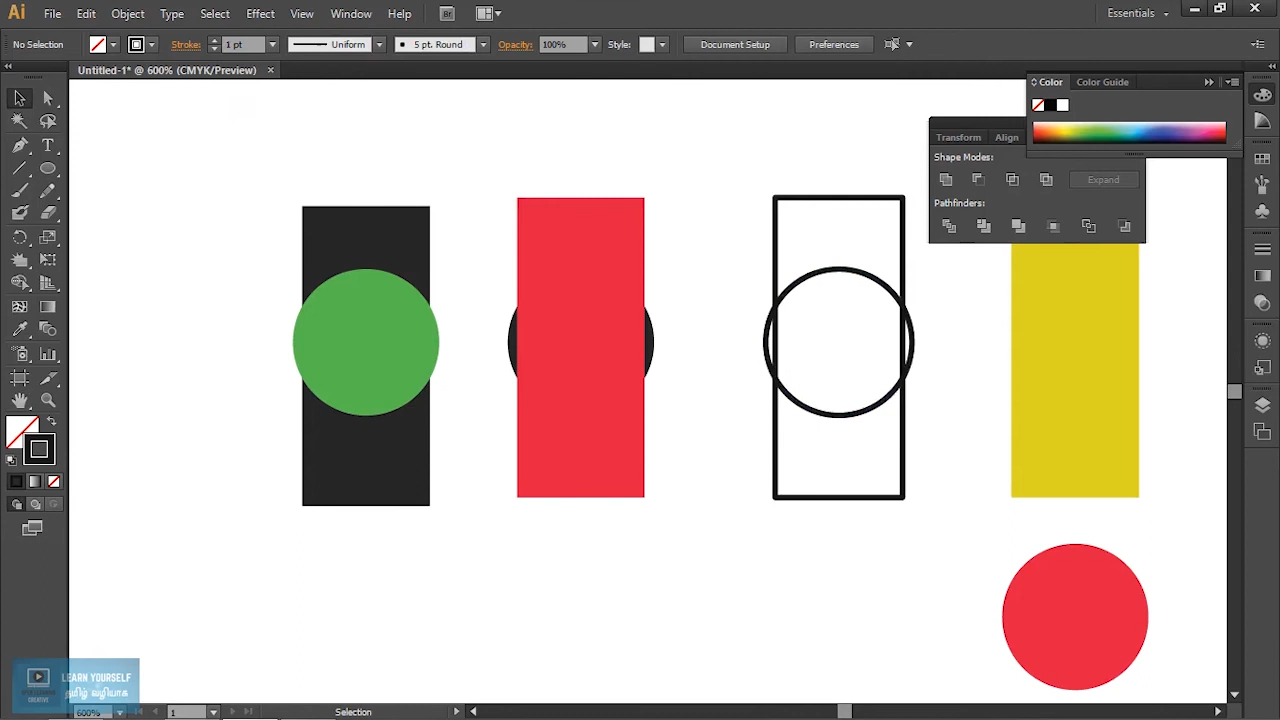 Ai File Edit Object Type Select Effect View Window Help Br Essentials
No Selection Stroke: 1 pt Uniform 5 pt. Round Opacity: 100% Style: Document Setup Preferences
Untitled-1* @ 600% (CMYK/Preview)
Color Color Guide
Transform Align
Shape Modes:
Expand
Pathfinders:
LEARN YOURSELF
தமிழ் வழியாக
CREATIVE
600% 1 Selection